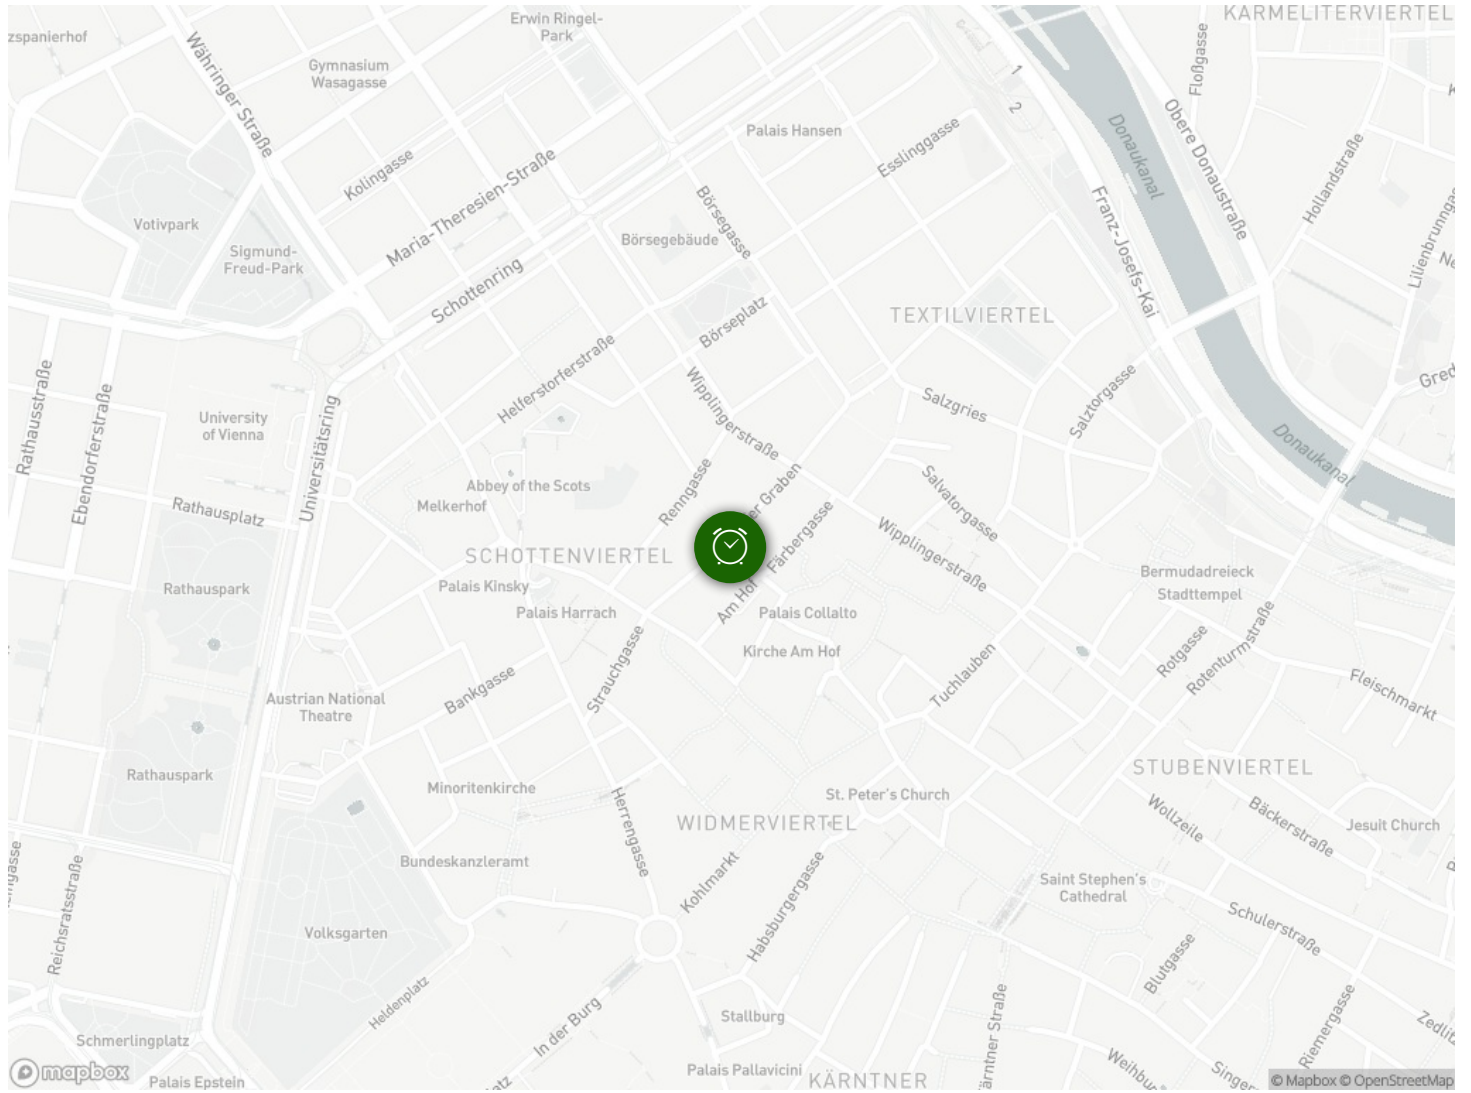 Erwin Ringel-
Park
KARMELITERVIERTEL
zspanierhof
Währinger Straße
Gymnasium
Wasagasse
Floßgasse
1
2
Obere Donaustraße
Palais Hansen
Esslinggasse
Donaukanal
Hollandstraße
Kolingasse
Maria-Theresien-Straße
Börsegasse
Franz-Josefs-Kai
Votivpark
Sigmund-
Freud-Park
Börsegebäude
Schottenring
TEXTILVIERTEL
Börseplatz
Helferstorferstraße
Rathausstraße
Ebendorferstraße
Universitätsring
University
of Vienna
Wipplingerstraße
Salzgries
Salztorgasse
Donaukanal
Abbey of the Scots
Melkerhof
Renngasse
er Graben
Salvatorgasse
Rathausplatz
Färbergasse
Wipplingerstraße
SCHOTTENVIERTEL
Rathauspark
Palais Kinsky
Palais Harrach
Am Hof
Palais Collalto
Bermudadreieck
Stadttempel
Kirche Am Hof
Strauchgasse
Rotgasse
Rotenturmstraße
Bankgasse
Tuchlauben
Fleischmarkt
Austrian National
Theatre
Rathauspark
Minoritenkirche
STUBENVIERTEL
St. Peter's Church
Wollzeile
Bäckerstraße
Jesuit Church
WIDMERVIERTEL
Herrengasse
Bundeskanzleramt
Kohlmarkt
Habsburgergasse
Saint Stephen's
Cathedral
Reichsratsstraße
Volksgarten
Schulerstraße
Blutgasse
Heldenplatz
Stallburg
In der Burg
Kärntner Straße
Riemergasse
Schmerlingplatz
Palais Pallavicini
Palais Epstein
KÄRNTNER
mapbox
© Mapbox © OpenStreetMap